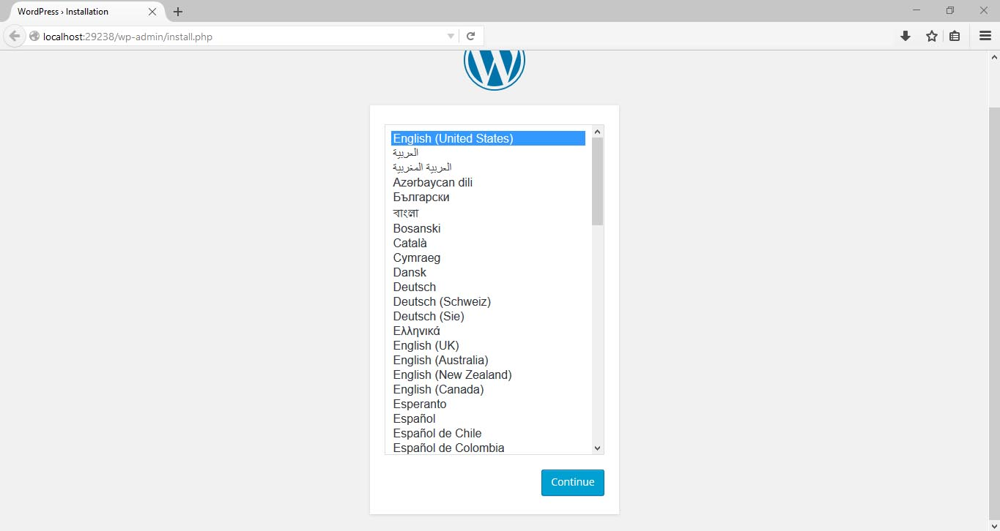 WordPress › Installation
localhost:29238/wp-admin/install.php
English (United States)
العربية
العربية المغربية
Azərbaycan dili
Български
বাংলা
Bosanski
Català
Cymraeg
Dansk
Deutsch
Deutsch (Schweiz)
Deutsch (Sie)
Ελληνικά
English (UK)
English (Australia)
English (New Zealand)
English (Canada)
Esperanto
Español
Español de Chile
Español de Colombia
Continue